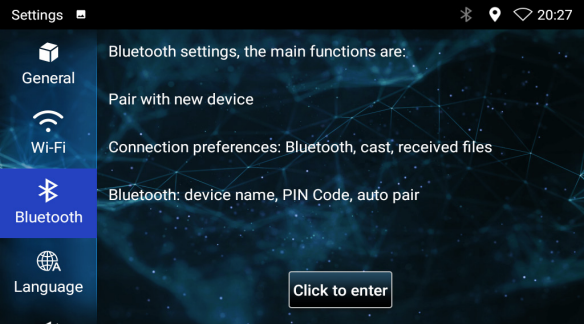 Settings
20:27
General
Wi-Fi
Bluetooth
Language
Bluetooth settings, the main functions are:
Pair with new device
Connection preferences: Bluetooth, cast, received files
Bluetooth: device name, PIN Code, auto pair
Click to enter